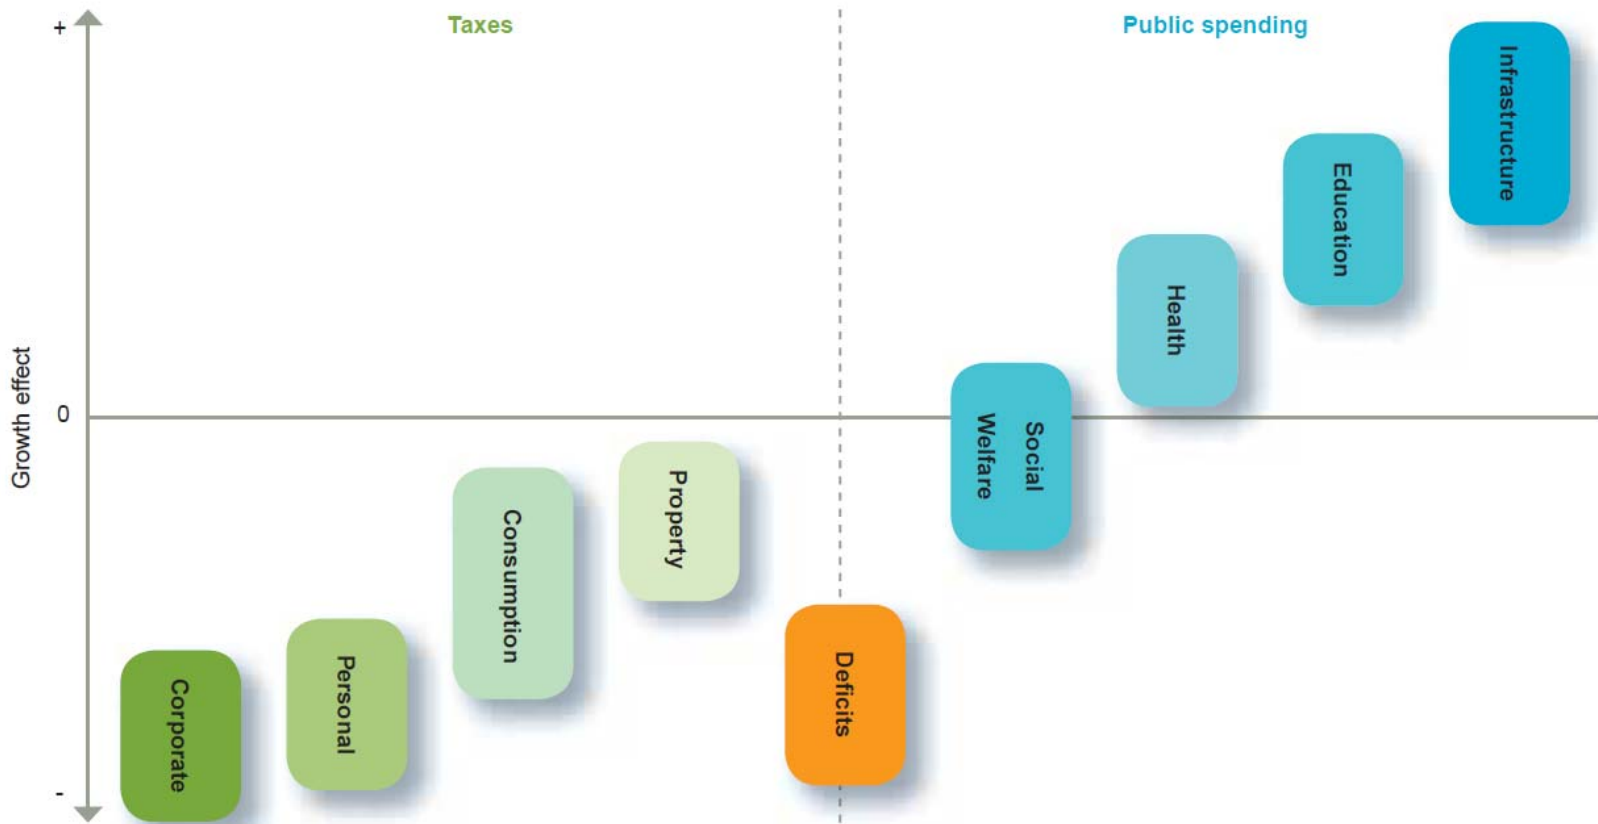 +
Taxes
Public spending
Infrastructure
Education
Health
Growth effect
0
Social
Welfare
Property
Consumption
Deficits
Personal
Corporate
-